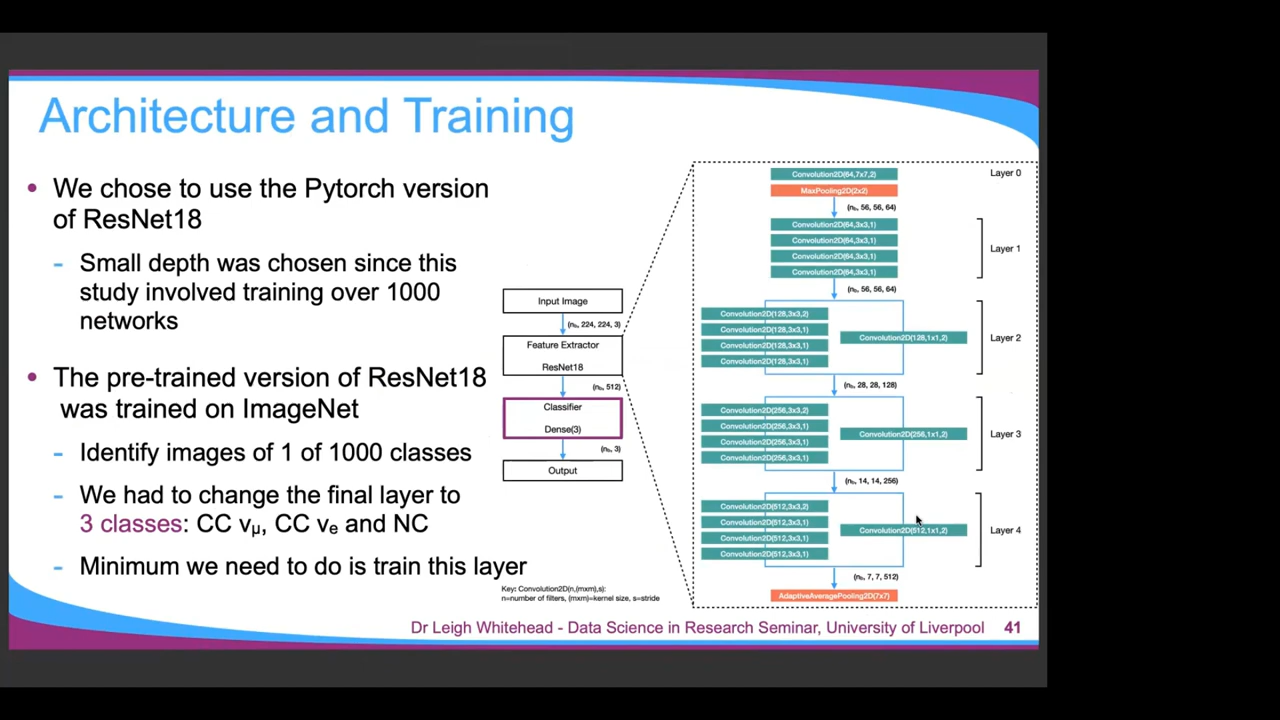 Architecture and Training
• We chose to use the Pytorch version
of ResNet18
- Small depth was chosen since this
study involved training over 1000
networks
• The pre-trained version of ResNet18
was trained on ImageNet
- Identify images of 1 of 1000 classes
- We had to change the final layer to
3 classes: CC νμ, CC νe and NC
- Minimum we need to do is train this layer
Input Image
(nb, 224, 224, 3)
Feature Extractor
ResNet18
(nb, 512)
Classifier
Dense(3)
(nb, 3)
Output
Key: Convolution2D(n,(mxm),s):
n=number of filters, (mxm)=kernel size, s=stride
Convolution2D(64,7x7,2)
Layer 0
MaxPooling2D(2x2)
(nb, 56, 56, 64)
Convolution2D(64,3x3,1)
Convolution2D(64,3x3,1)
Layer 1
Convolution2D(64,3x3,1)
Convolution2D(64,3x3,1)
(nb, 56, 56, 64)
Convolution2D(128,3x3,2)
Convolution2D(128,3x3,1)
Convolution2D(128,1x1,2)
Layer 2
Convolution2D(128,3x3,1)
Convolution2D(128,3x3,1)
(nb, 28, 28, 128)
Convolution2D(256,3x3,2)
Convolution2D(256,3x3,1)
Convolution2D(256,1x1,2)
Layer 3
Convolution2D(256,3x3,1)
Convolution2D(256,3x3,1)
(nb, 14, 14, 256)
Convolution2D(512,3x3,2)
Convolution2D(512,3x3,1)
Convolution2D(512,1x1,2)
Layer 4
Convolution2D(512,3x3,1)
Convolution2D(512,3x3,1)
(nb, 7, 7, 512)
AdaptiveAveragePooling2D(7x7)
Dr Leigh Whitehead - Data Science in Research Seminar, University of Liverpool 41